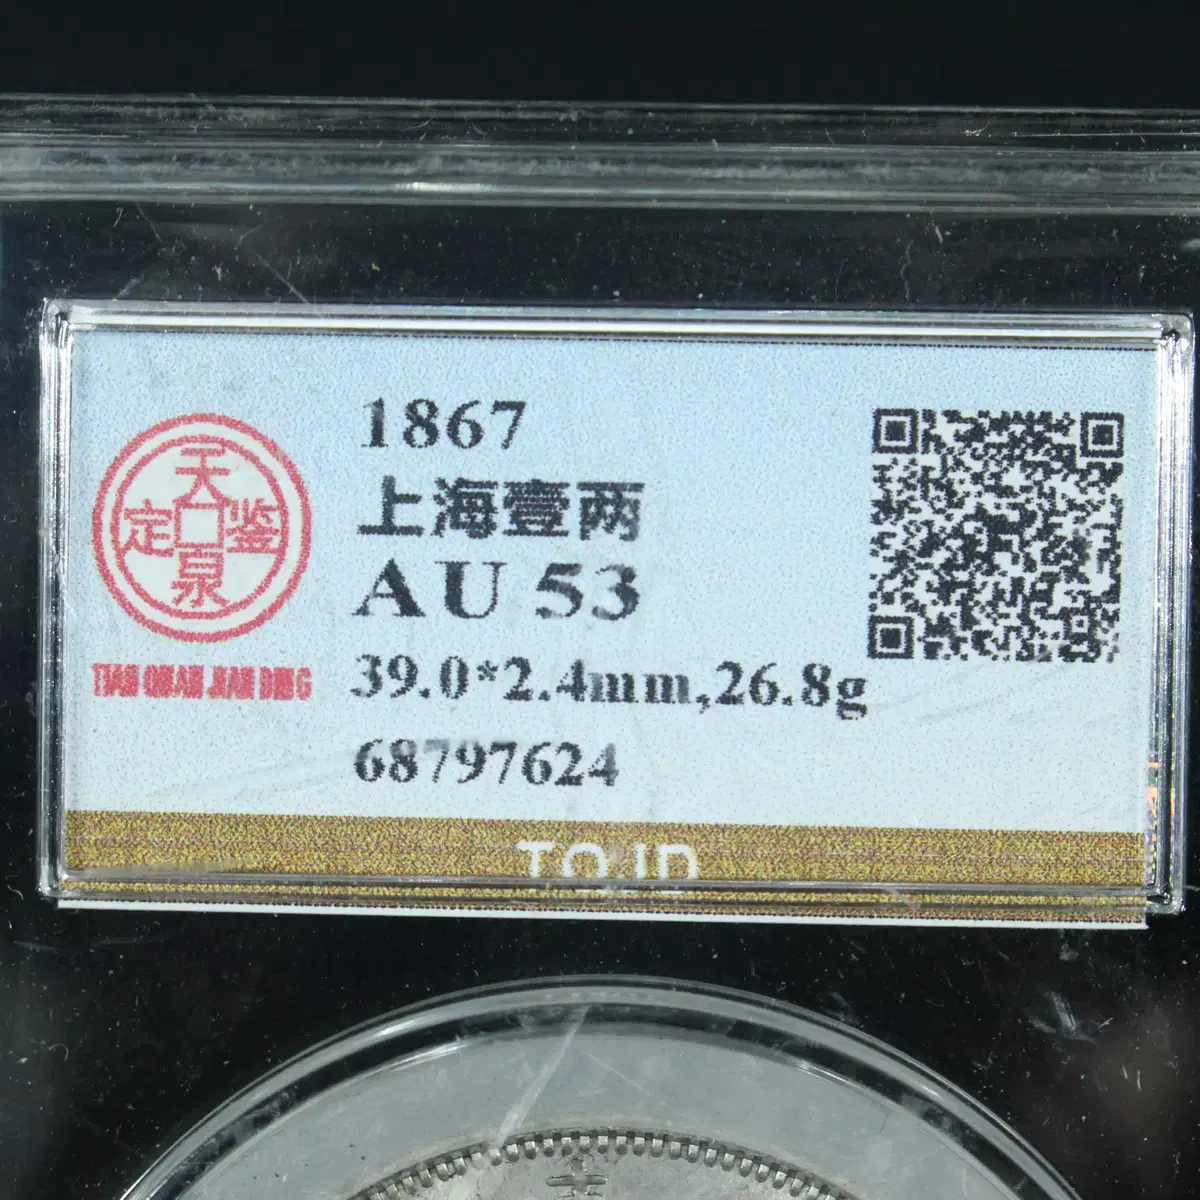 1867
上海壹两
AU 53
39.0*2.4mm,26.8g
68797624
天泉鉴定
TIAN QUAN JIAN DING